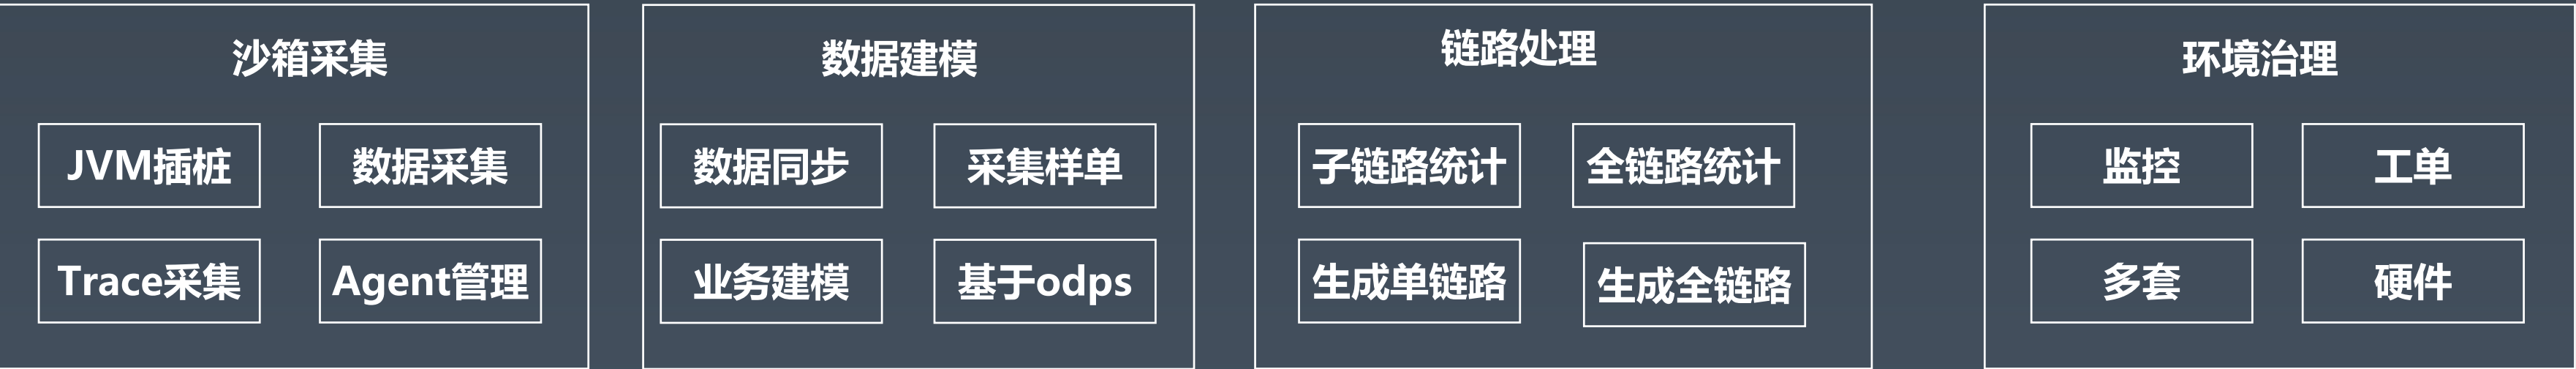 沙箱采集
JVM插桩
数据采集
Trace采集
Agent管理
数据建模
数据同步
采集样单
业务建模
基于odps
链路处理
子链路统计
全链路统计
生成单链路
生成全链路
环境治理
监控
工单
多套
硬件